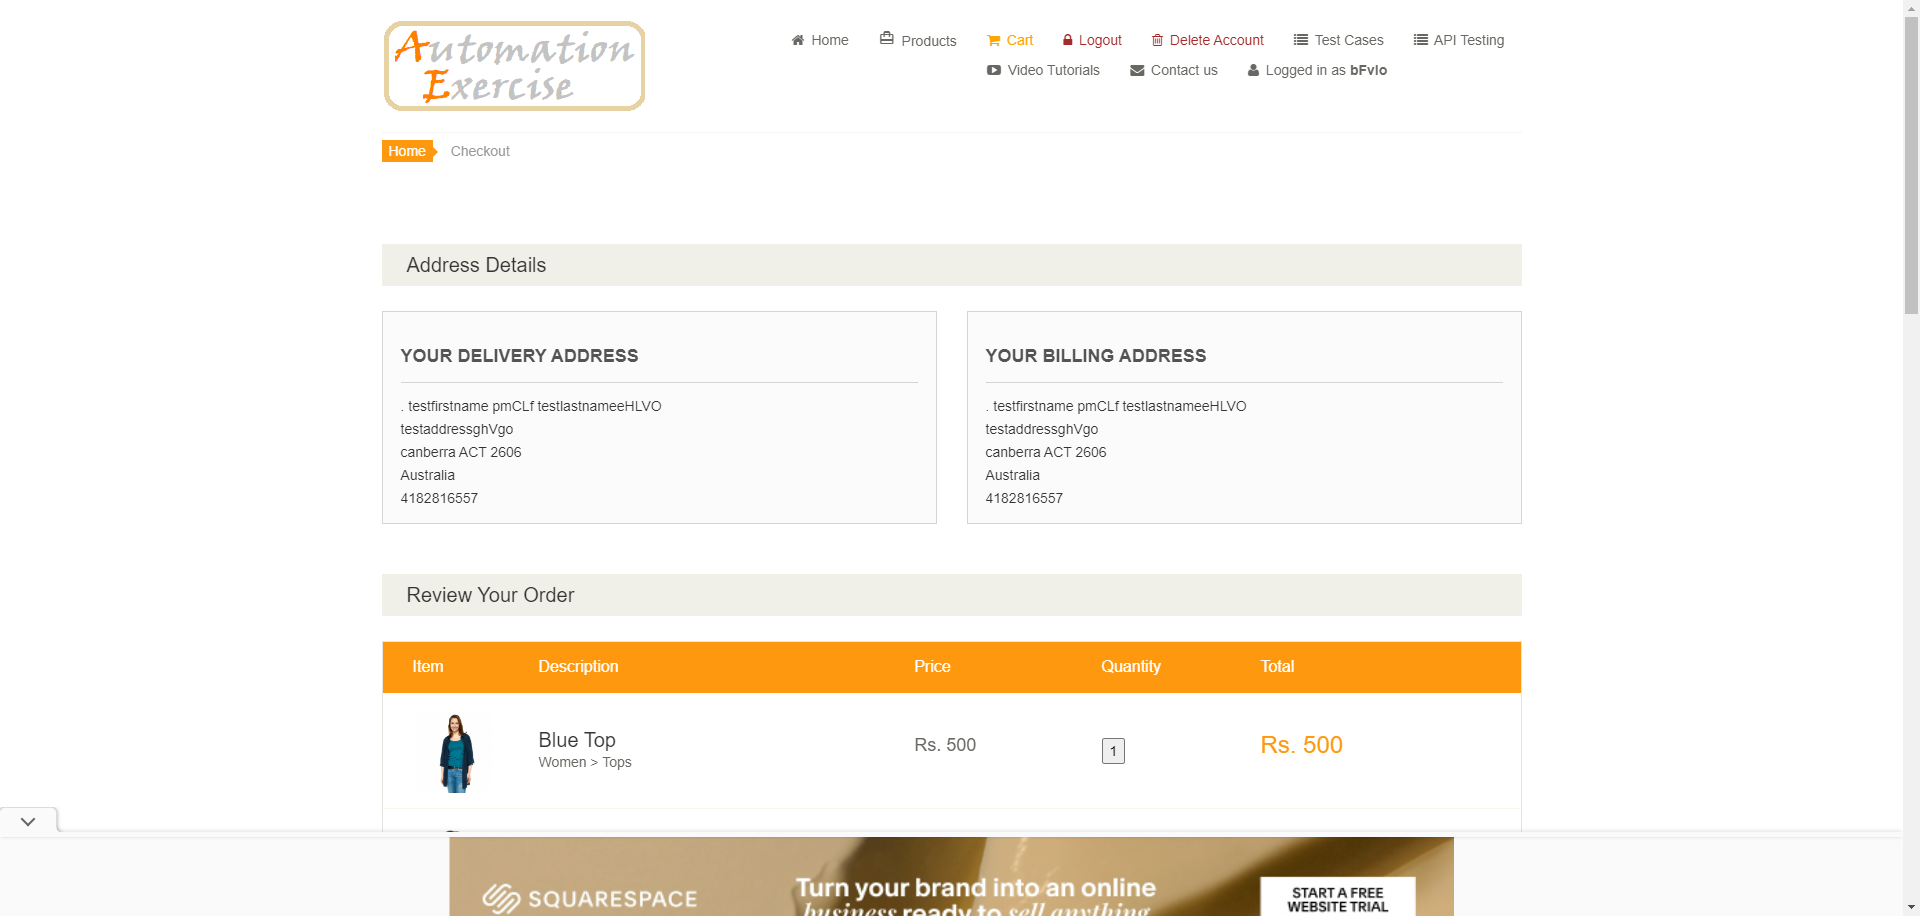 Automation
Exercise
Home
Products
Cart
Logout
Delete Account
Test Cases
API Testing
Video Tutorials
Contact us
Logged in as bFvlo
Home
Checkout
Address Details
YOUR DELIVERY ADDRESS
. testfirstname pmCLf testlastnameeHLVO
testaddressghVgo
canberra ACT 2606
Australia
4182816557
YOUR BILLING ADDRESS
. testfirstname pmCLf testlastnameeHLVO
testaddressghVgo
canberra ACT 2606
Australia
4182816557
Review Your Order
Item Description Price Quantity Total
Blue Top
Women > Tops
Rs. 500
1
Rs. 500
SQUARESPACE
Turn your brand into an online
business ready to sell anything
START A FREE
WEBSITE TRIAL